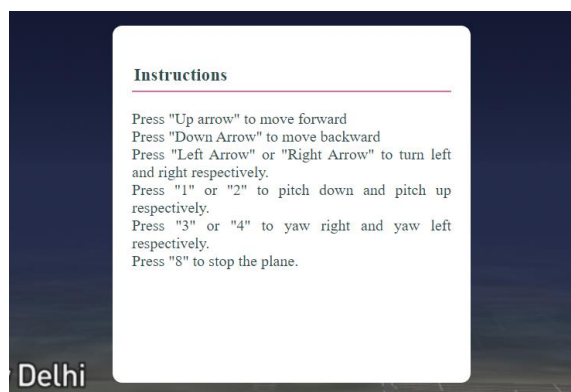 Instructions
Press "Up arrow" to move forward
Press "Down Arrow" to move backward
Press "Left Arrow" or "Right Arrow" to turn left
and right respectively.
Press "1" or "2" to pitch down and pitch up
respectively.
Press "3" or "4" to yaw right and yaw left
respectively.
Press "8" to stop the plane.
Delhi